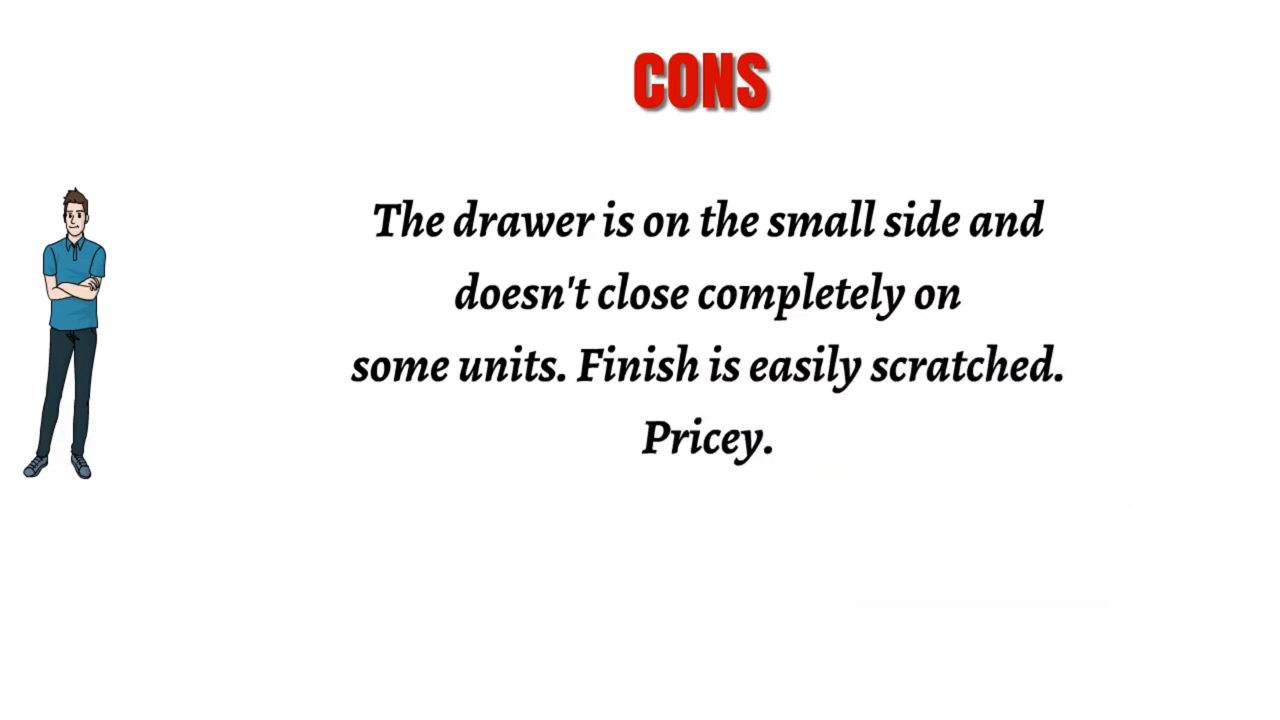 CONS
The drawer is on the small side and
doesn't close completely on
some units. Finish is easily scratched.
Pricey.